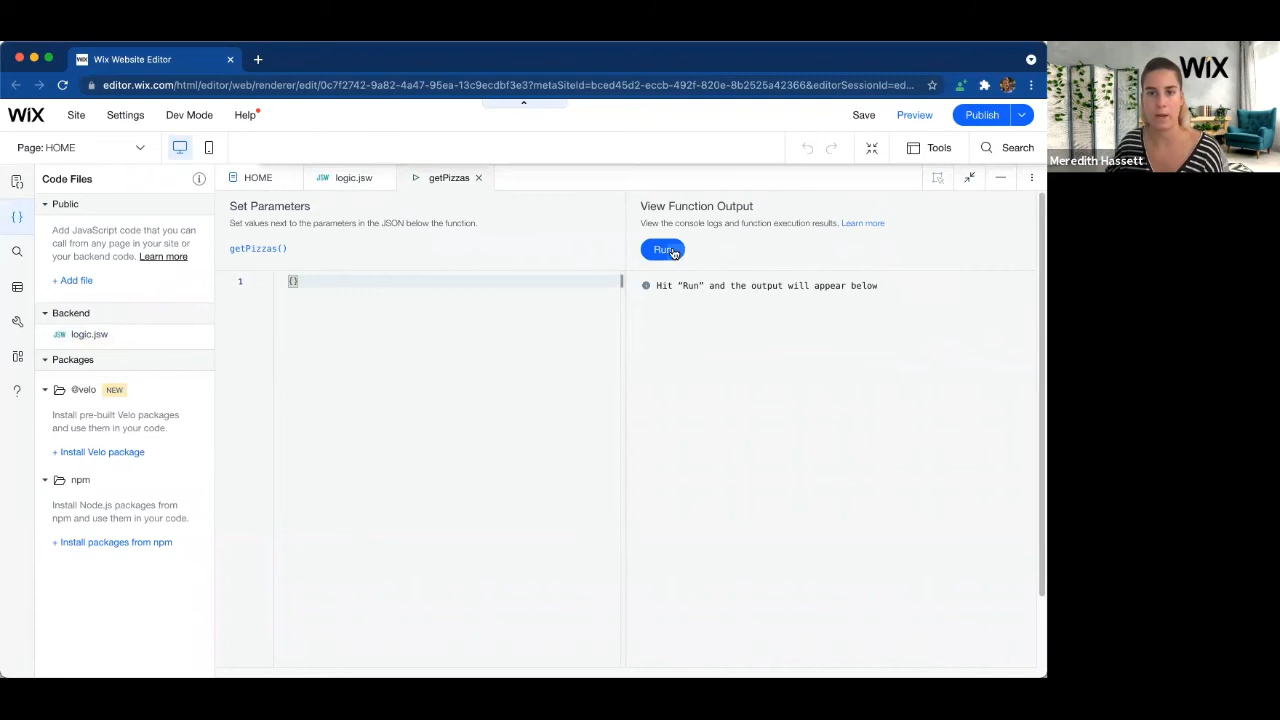 Wix Website Editor
editor.wix.com/html/editor/web/renderer/edit/0c7f2742-9a82-4a47-95ea-13c9ecdbf3e3?metaSiteId=bced45d2-eccb-492f-820e-8b2525a42366&editorSessionId=ed...
WIX
Site
Settings
Dev Mode
Help
Save
Preview
Publish
Page: HOME
Tools
Search
Code Files
HOME
JSW logic.jsw
getPizzas
Public
Add JavaScript code that you can
call from any page in your site or
your backend code. Learn more
+ Add file
Backend
JSW logic.jsw
Packages
@velo NEW
Install pre-built Velo packages
and use them in your code.
+ Install Velo package
npm
Install Node.js packages from
npm and use them in your code.
+ Install packages from npm
Set Parameters
Set values next to the parameters in the JSON below the function.
getPizzas()
1 {}
View Function Output
View the console logs and function execution results. Learn more
Run
Hit “Run” and the output will appear below
WIX
Meredith Hassett